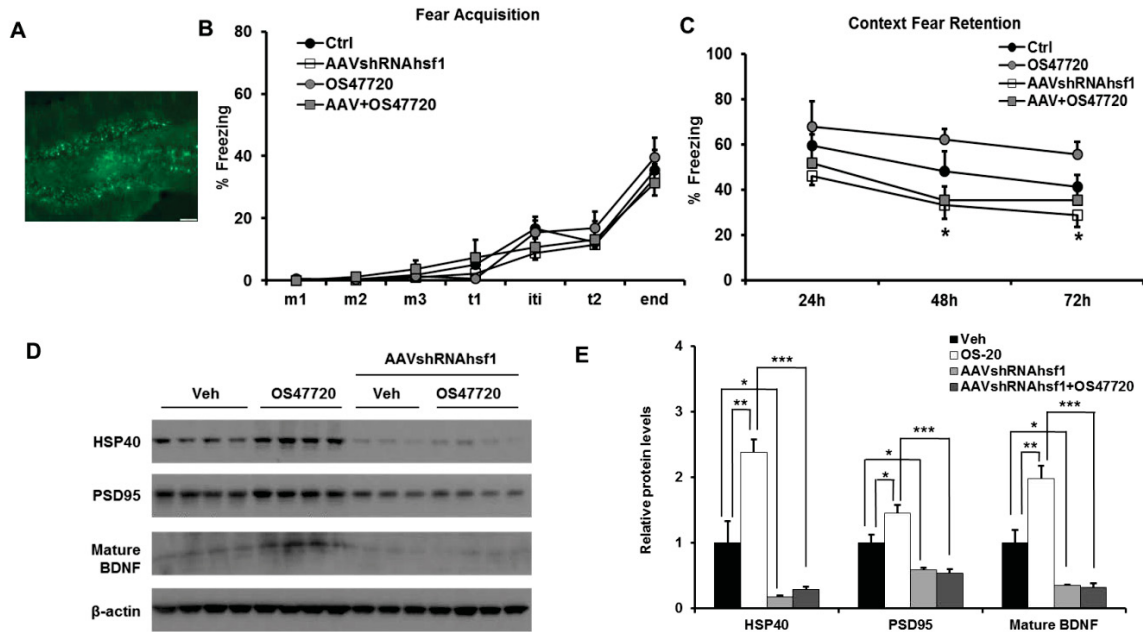 A
B
Fear Acquisition
Ctrl
AAVshRNAhsf1
OS47720
AAV+OS47720
% Freezing
60
40
20
0
m1 m2 m3 t1 iti t2 end
C
Context Fear Retention
Ctrl
OS47720
AAVshRNAhsf1
AAV+OS47720
% Freezing
100
80
60
40
20
0
* *
24h 48h 72h
D
AAVshRNAhsf1
Veh OS47720 Veh OS47720
HSP40
PSD95
Mature
BDNF
β-actin
E
Veh
OS-20
AAVshRNAhsf1
AAVshRNAhsf1+OS47720
Relative protein levels
4
3
2
1
0
***
*
**
***
*
*
***
*
**
HSP40 PSD95 Mature BDNF